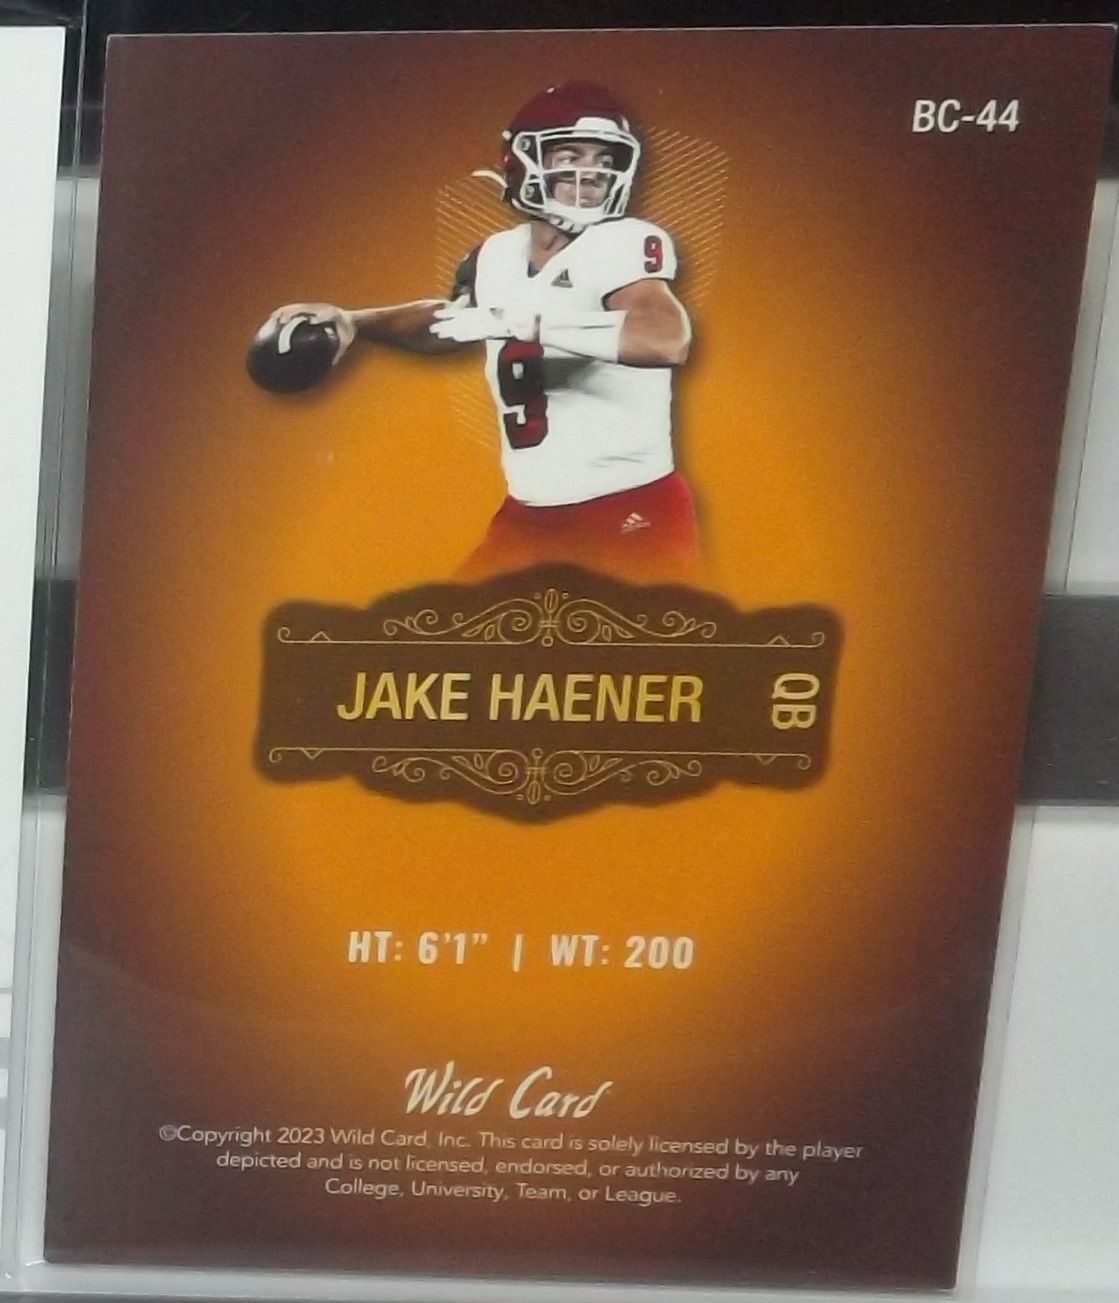 BC-44
9
9
JAKE HAENER
QB
HT: 6'1" | WT: 200
Wild Card
©Copyright 2023 Wild Card, Inc. This card is solely licensed by the player
depicted and is not licensed, endorsed, or authorized by any
College, University, Team, or League.